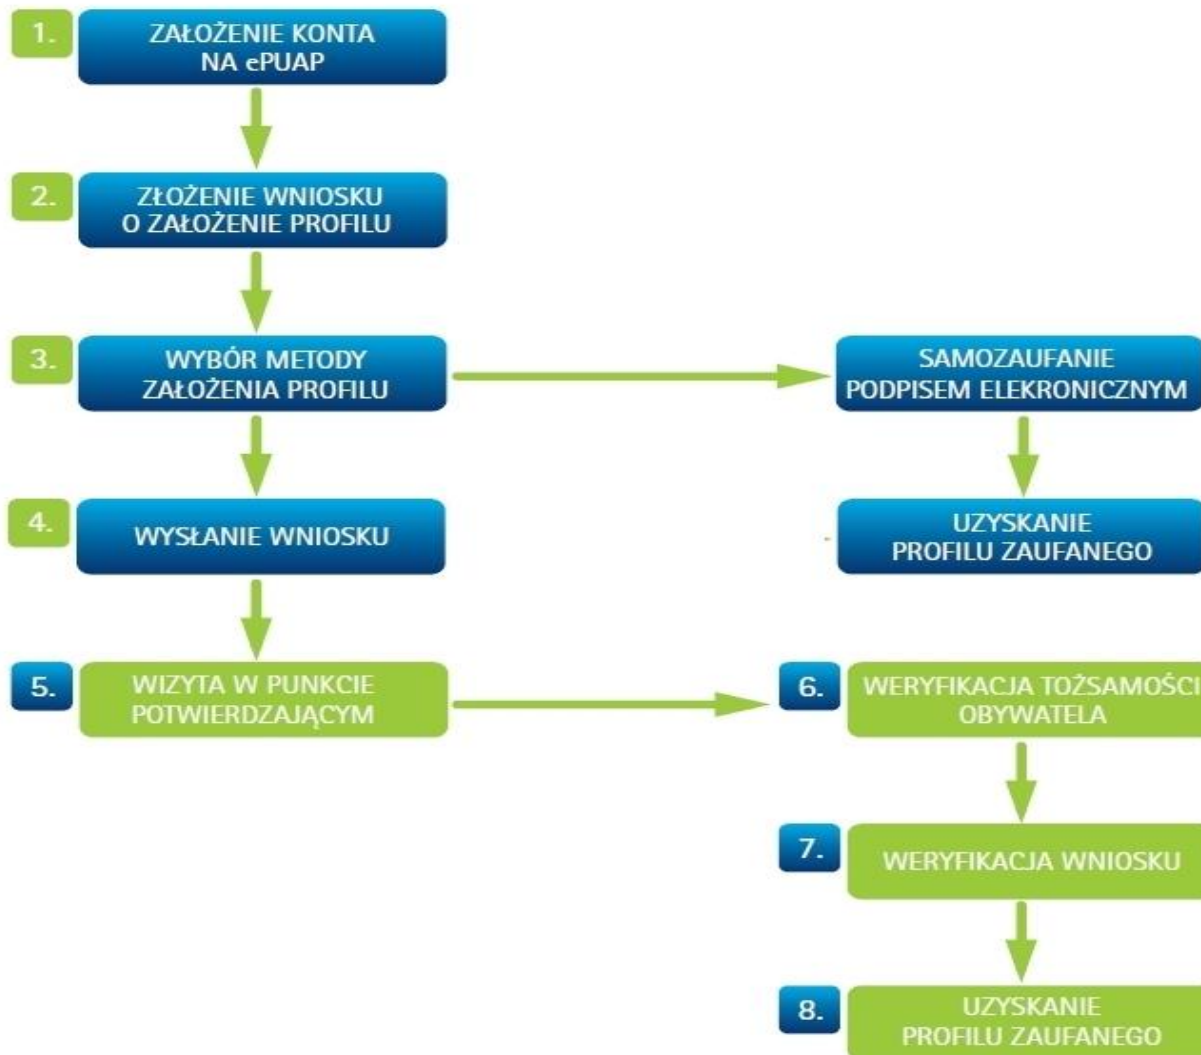 1.
ZAŁOŻENIE KONTA
NA ePUAP
2.
ZŁOŻENIE WNIOSKU
O ZAŁOŻENIE PROFILU
3.
WYBÓR METODY
ZAŁOŻENIA PROFILU
SAMOZAUFANIE
PODPISEM ELEKRONICZNYM
4.
WYSŁANIE WNIOSKU
UZYSKANIE
PROFILU ZAUFANEGO
5.
WIZYTA W PUNKCIE
POTWIERDZAJĄCYM
6.
WERYFIKACJA TOŻSAMOŚCI
OBYWATELA
7.
WERYFIKACJA WNIOSKU
8.
UZYSKANIE
PROFILU ZAUFANEGO